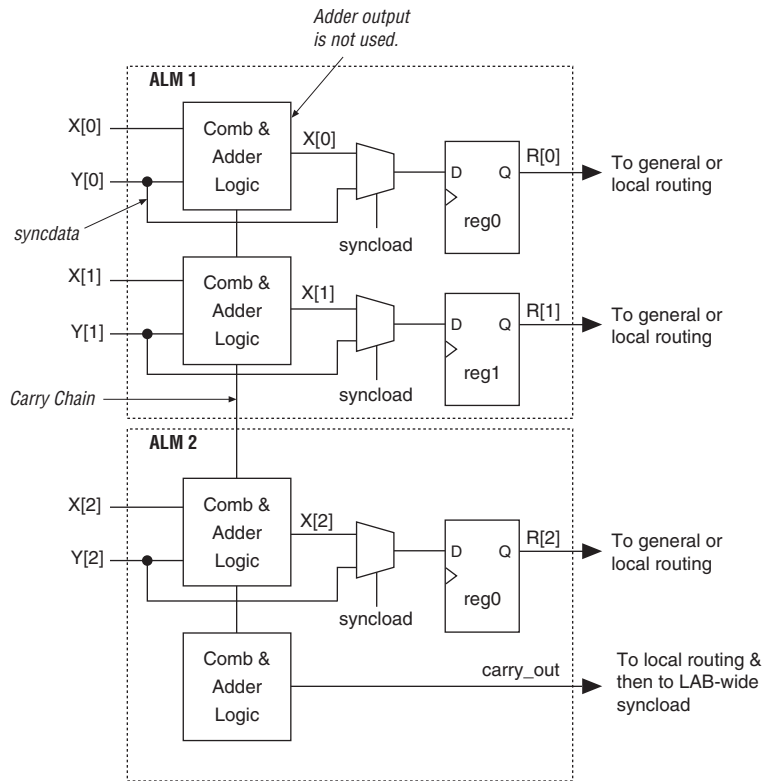 Adder output
is not used.
ALM 1
X[0]
Comb &
Adder
Logic
X[0]
R[0]
D
Q
reg0
To general or
local routing
Y[0]
syncdata
syncload
X[1]
Comb &
Adder
Logic
X[1]
R[1]
D
Q
reg1
To general or
local routing
Y[1]
syncload
Carry Chain
ALM 2
X[2]
Comb &
Adder
Logic
X[2]
R[2]
D
Q
reg0
To general or
local routing
Y[2]
syncload
Comb &
Adder
Logic
carry_out
To local routing &
then to LAB-wide
syncload